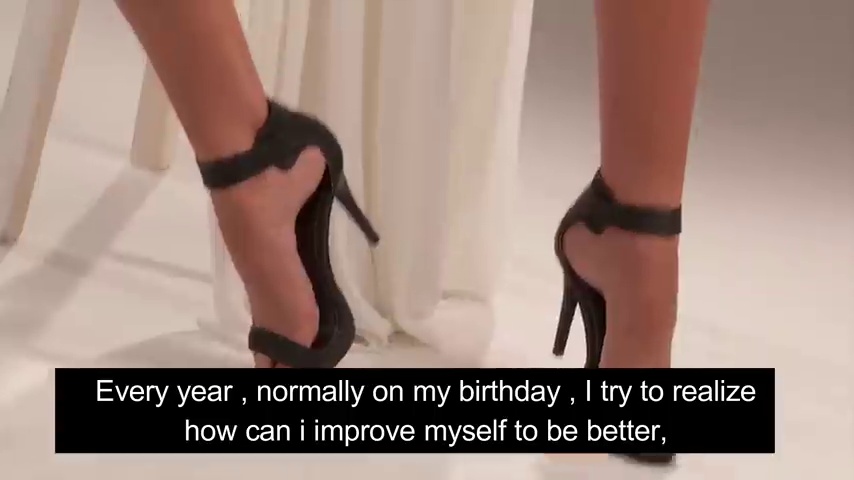 Every year , normally on my birthday , I try to realize
how can i improve myself to be better,